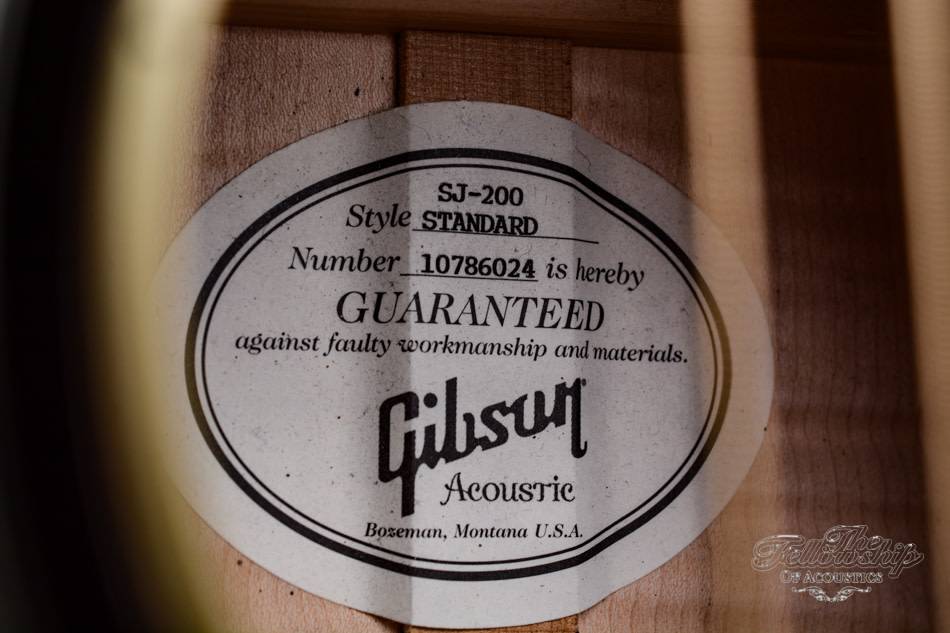 SJ-200
Style STANDARD
Number 10786024 is hereby
GUARANTEED
against faulty workmanship and materials.
Gibson
Acoustic
Bozeman, Montana U.S.A.
The
Fellowship
OF ACOUSTICS